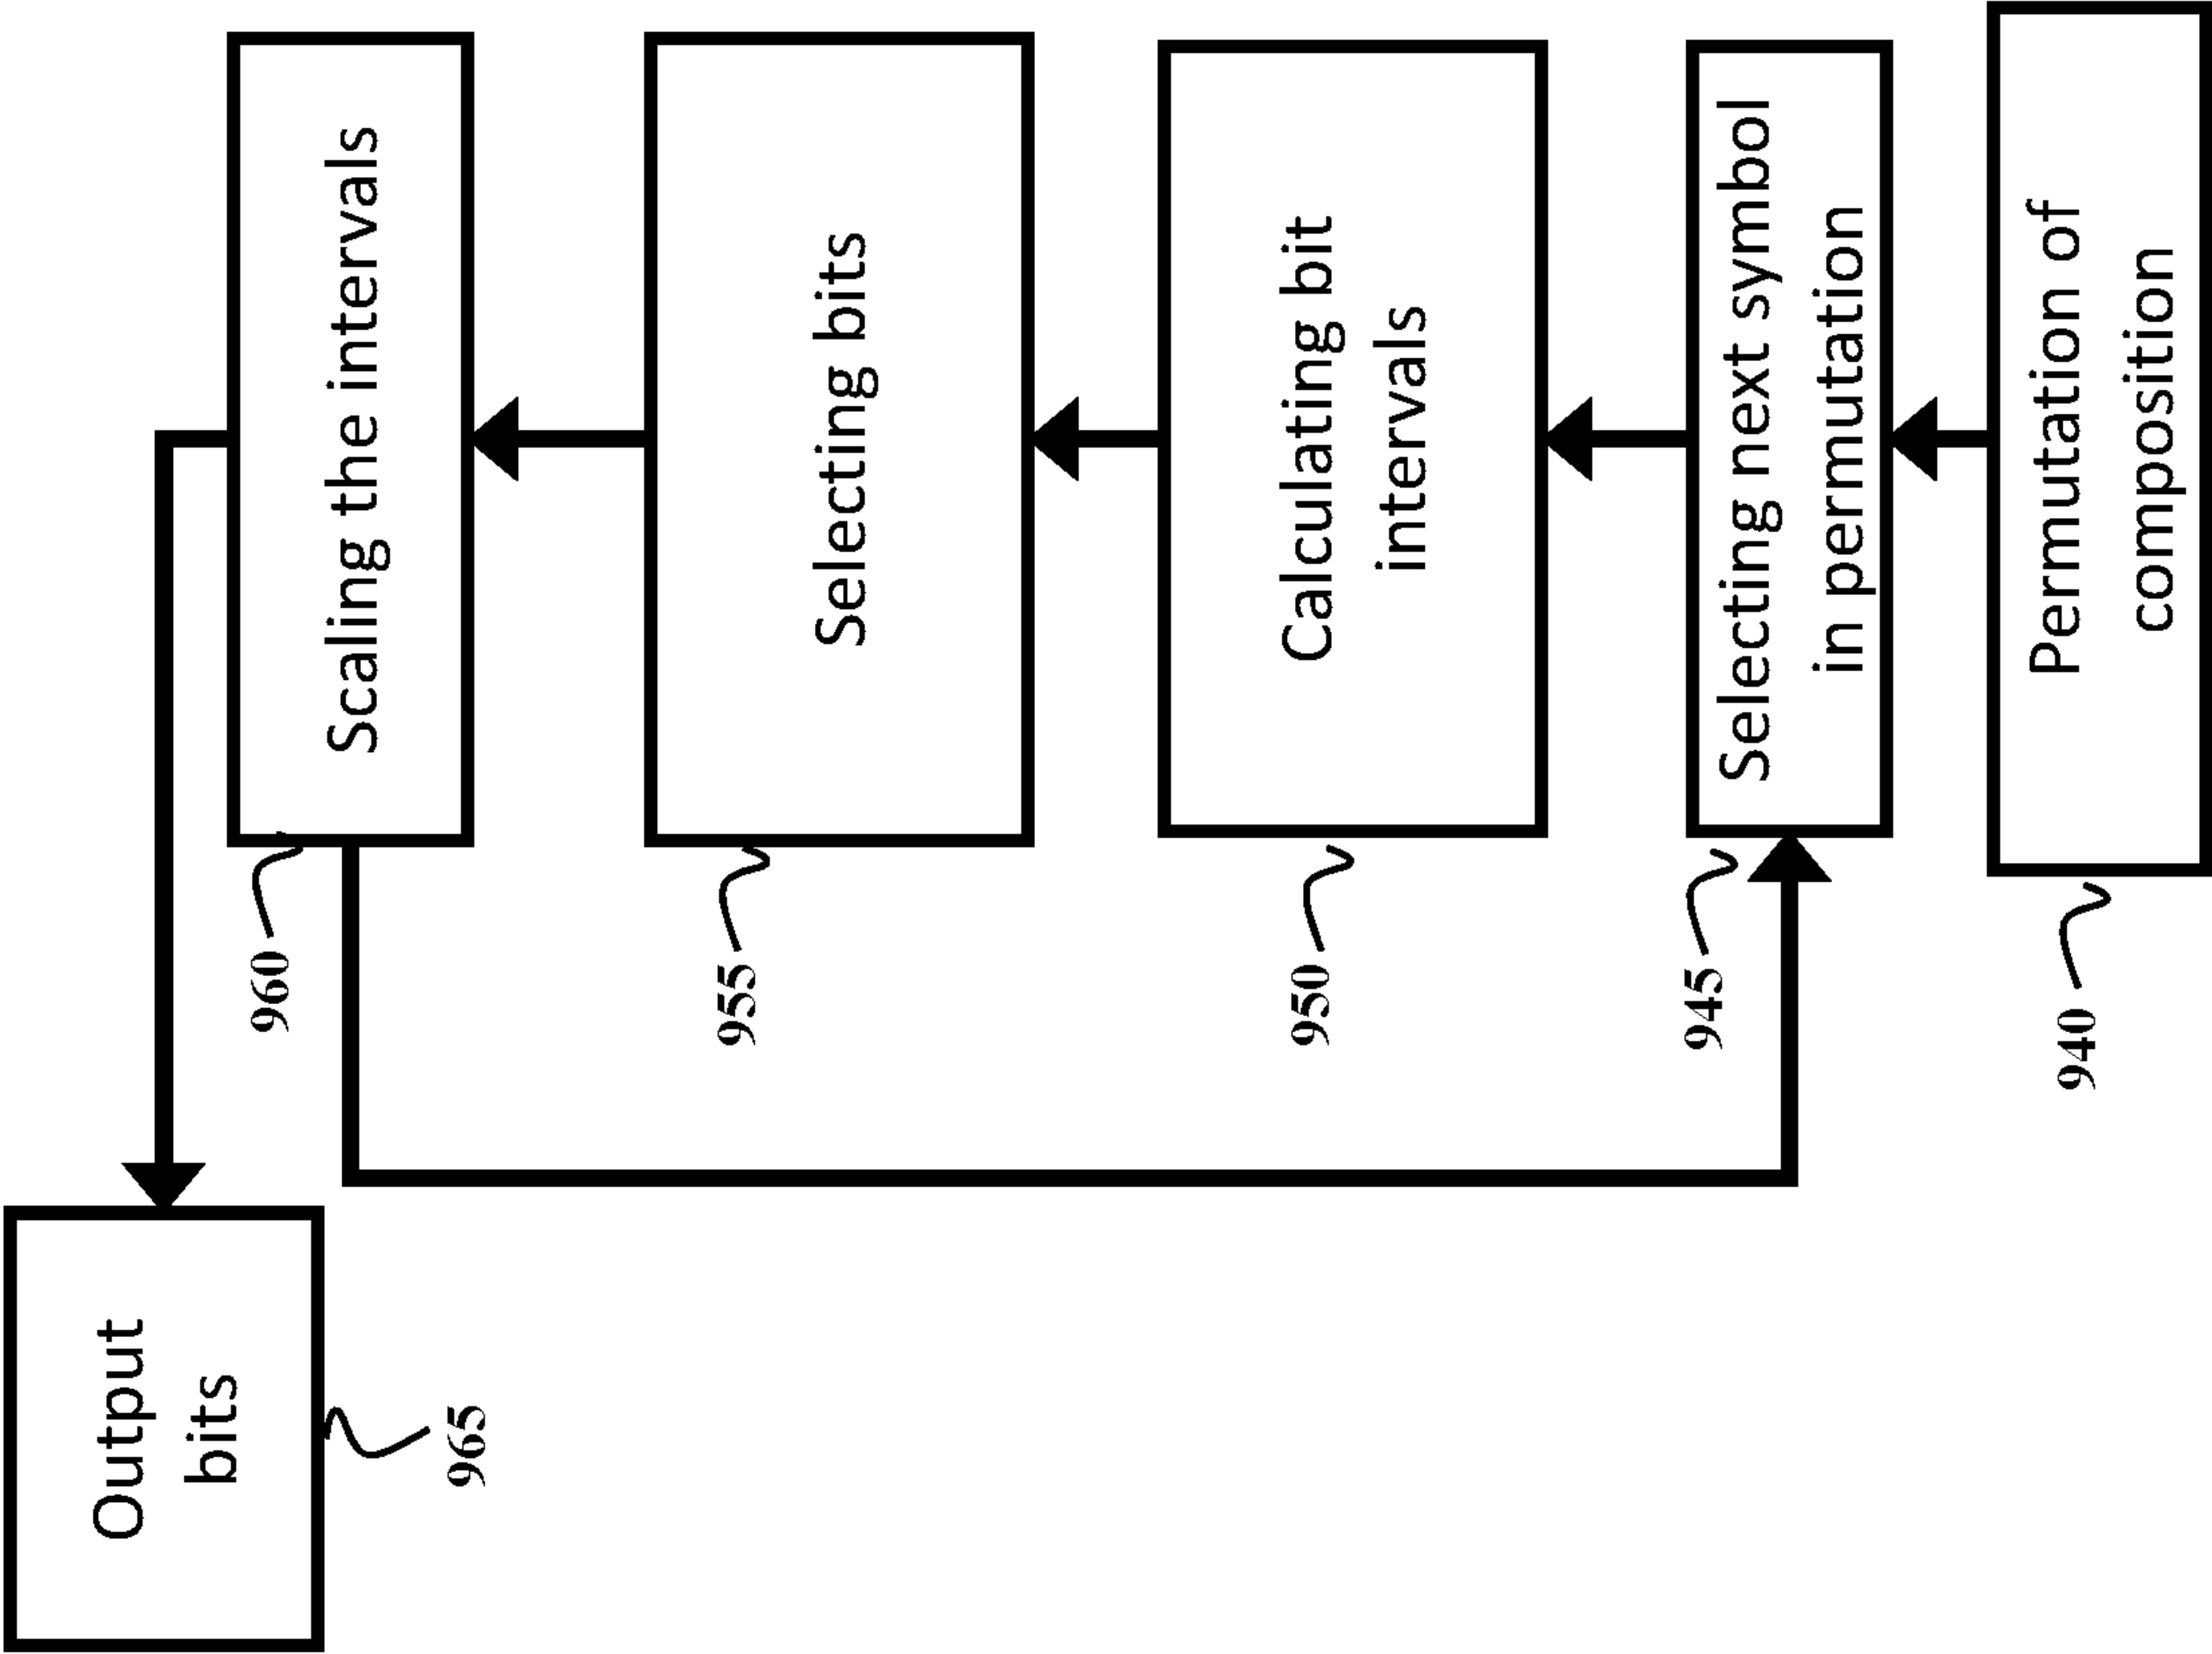 Output
bits
965
Scaling the intervals
960
Selecting bits
955
Calculating bit
intervals
950
Selecting next symbol
in permutation
945
Permutation of
composition
940